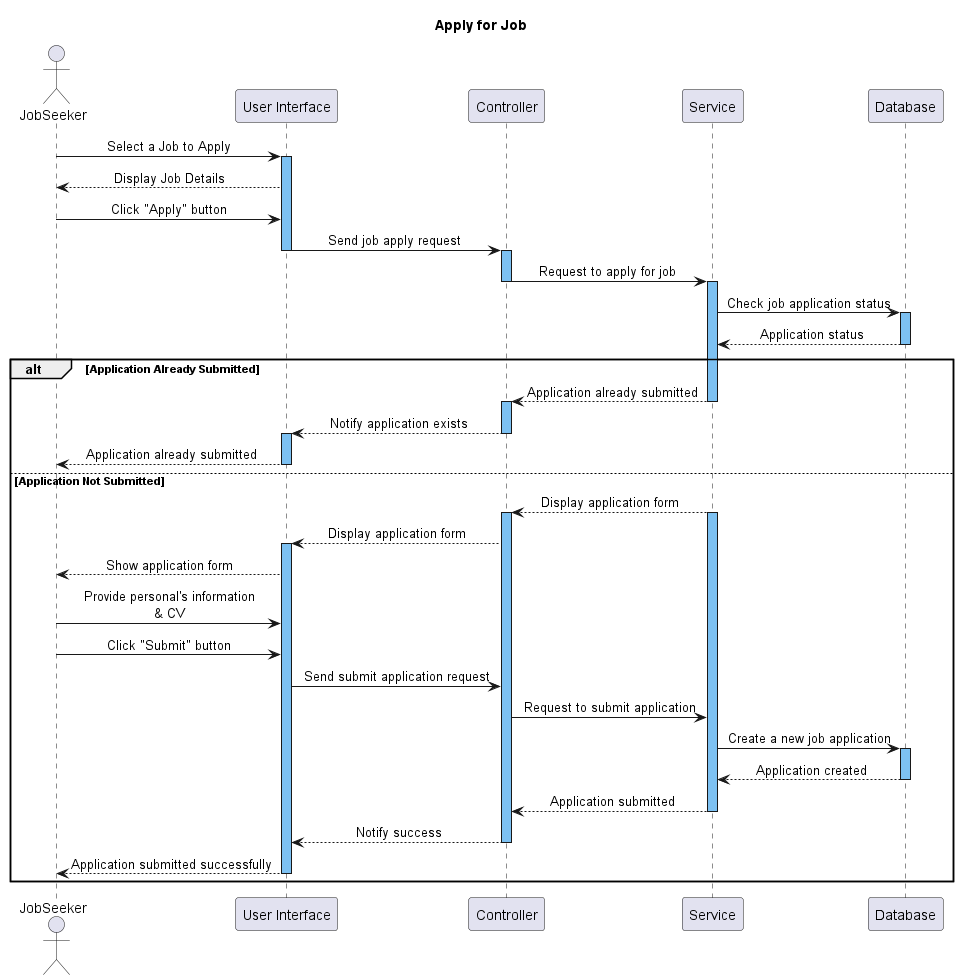 Apply for Job
JobSeeker
User Interface
Controller
Service
Database
Select a Job to Apply
Display Job Details
Click "Apply" button
Send job apply request
Request to apply for job
Check job application status
Application status
alt
[Application Already Submitted]
Application already submitted
Notify application exists
Application already submitted
[Application Not Submitted]
Display application form
Display application form
Show application form
Provide personal's information
& CV
Click "Submit" button
Send submit application request
Request to submit application
Create a new job application
Application created
Application submitted
Notify success
Application submitted successfully
JobSeeker
User Interface
Controller
Service
Database